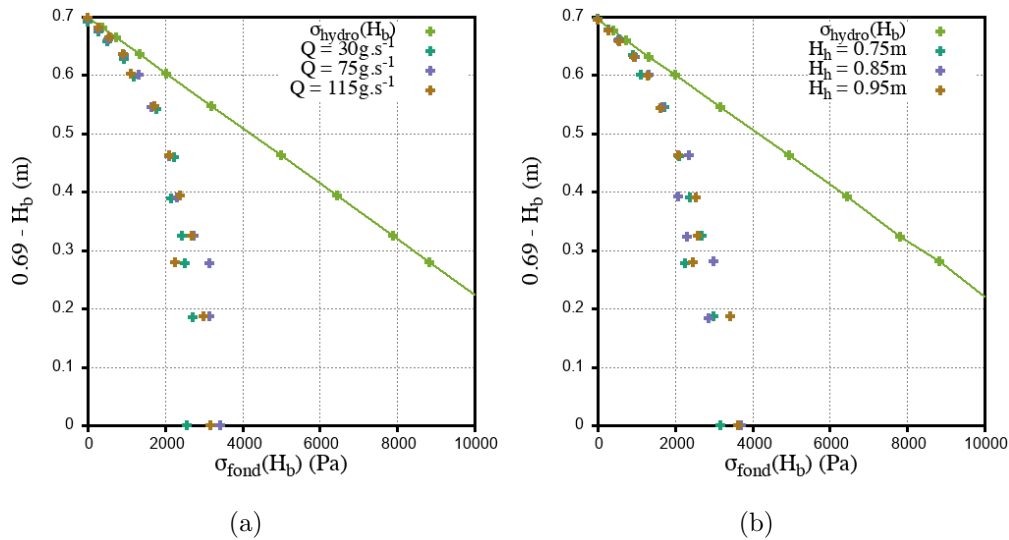 0.7
0.6
0.5
0.4
0.3
0.2
0.1
0
0.69 - H_b (m)
σ_hydro(H_b)
Q = 30g.s⁻¹
Q = 75g.s⁻¹
Q = 115g.s⁻¹
0 2000 4000 6000 8000 10000
σ_fond(H_b) (Pa)
(a)
0.7
0.6
0.5
0.4
0.3
0.2
0.1
0
0.69 - H_b (m)
σ_hydro(H_b)
H_h = 0.75m
H_h = 0.85m
H_h = 0.95m
0 2000 4000 6000 8000 10000
σ_fond(H_b) (Pa)
(b)